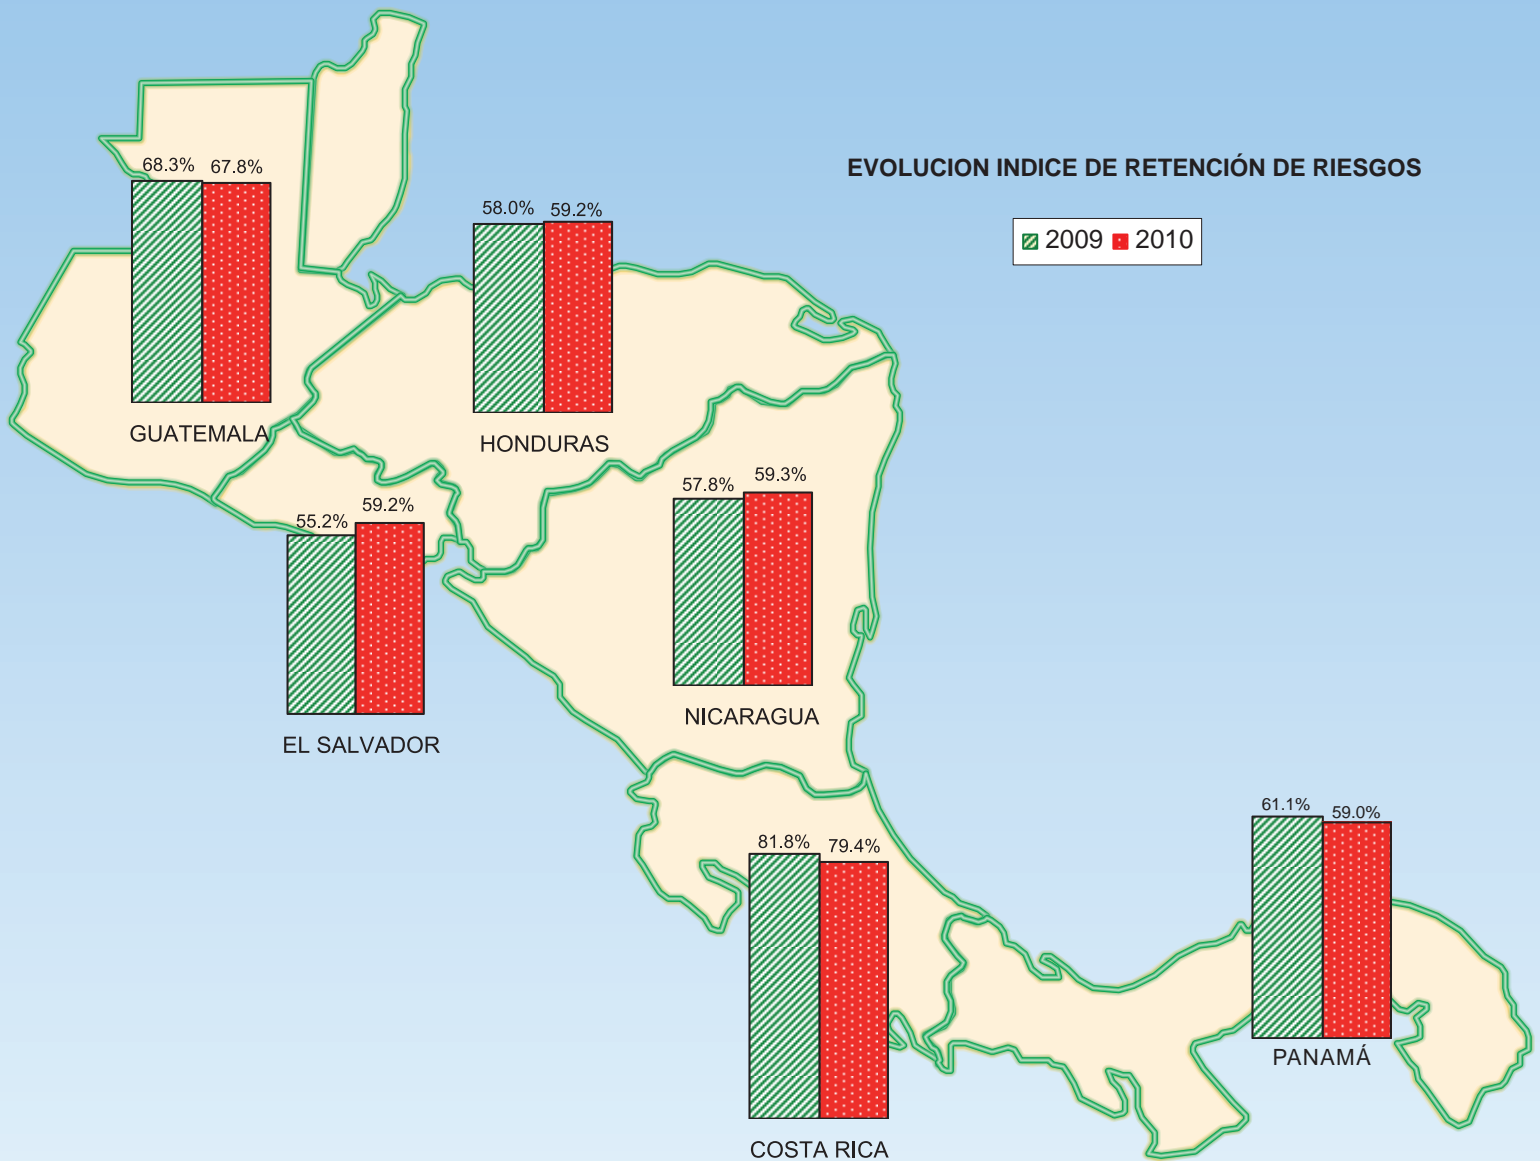 EVOLUCION INDICE DE RETENCIÓN DE RIESGOS
2009 2010
68.3% 67.8%
GUATEMALA
58.0% 59.2%
HONDURAS
55.2% 59.2%
EL SALVADOR
57.8% 59.3%
NICARAGUA
81.8% 79.4%
COSTA RICA
61.1% 59.0%
PANAMÁ